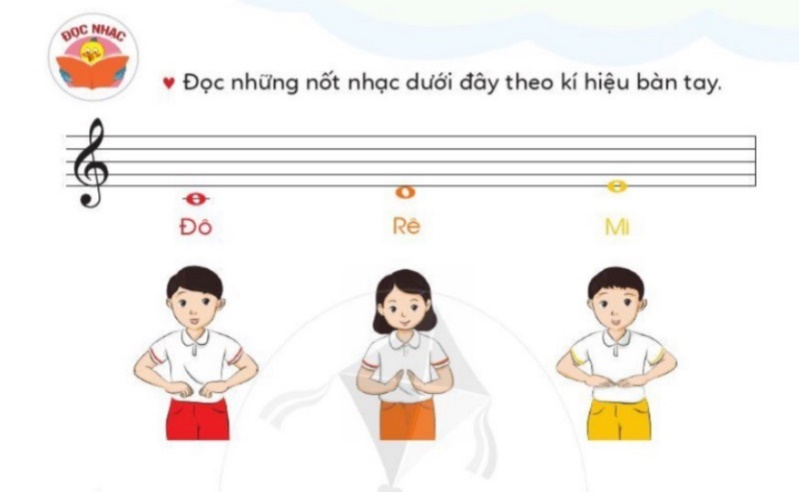 ĐỌC NHẠC
♥ Đọc những nốt nhạc dưới đây theo kí hiệu bàn tay.
Đô Rê Mi